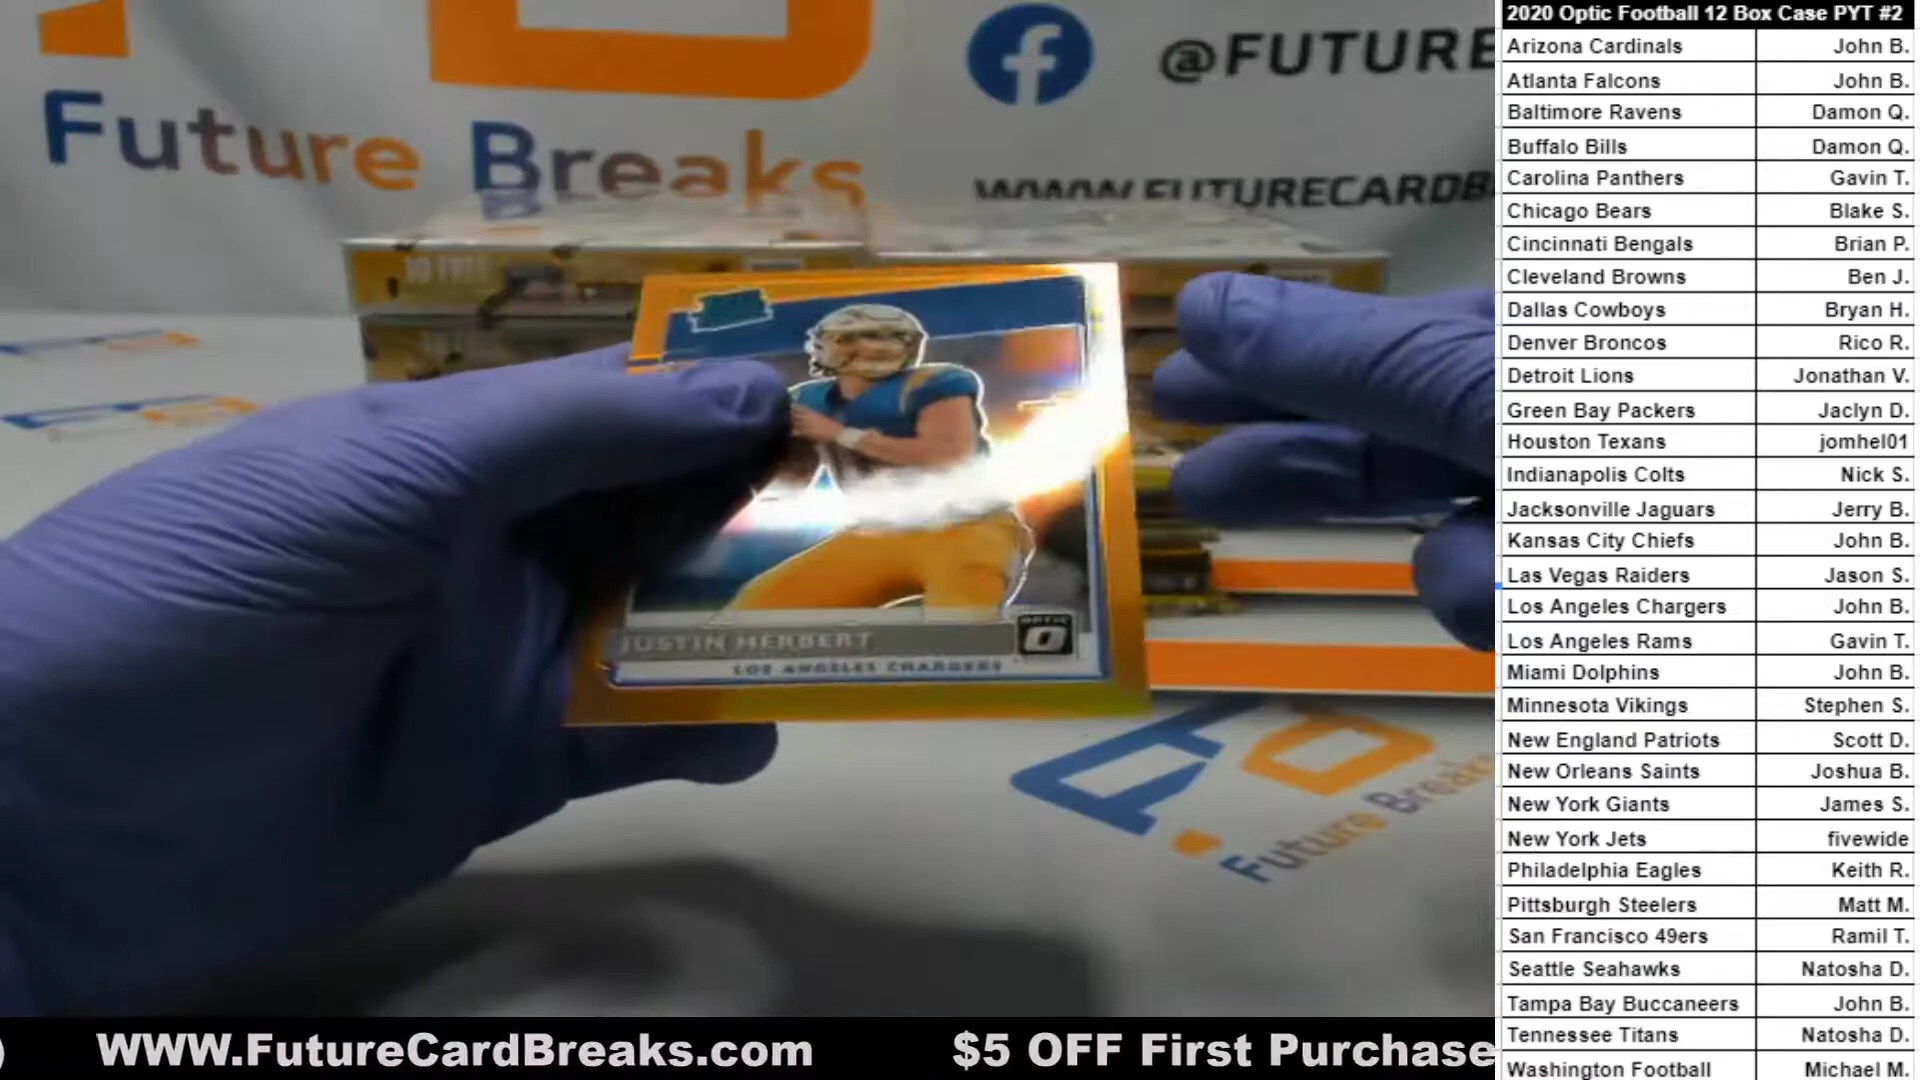 @FUTURE
Future Breaks
WWW.FUTURECARDB
JUSTIN HERBERT
OPTIC
LOS ANGELES CHARGERS
Future Breaks
WWW.FutureCardBreaks.com
$5 OFF First Purchase
2020 Optic Football 12 Box Case PYT #2
Arizona Cardinals John B.
Atlanta Falcons John B.
Baltimore Ravens Damon Q.
Buffalo Bills Damon Q.
Carolina Panthers Gavin T.
Chicago Bears Blake S.
Cincinnati Bengals Brian P.
Cleveland Browns Ben J.
Dallas Cowboys Bryan H.
Denver Broncos Rico R.
Detroit Lions Jonathan V.
Green Bay Packers Jaclyn D.
Houston Texans jomhel01
Indianapolis Colts Nick S.
Jacksonville Jaguars Jerry B.
Kansas City Chiefs John B.
Las Vegas Raiders Jason S.
Los Angeles Chargers John B.
Los Angeles Rams Gavin T.
Miami Dolphins John B.
Minnesota Vikings Stephen S.
New England Patriots Scott D.
New Orleans Saints Joshua B.
New York Giants James S.
New York Jets fivewide
Philadelphia Eagles Keith R.
Pittsburgh Steelers Matt M.
San Francisco 49ers Ramil T.
Seattle Seahawks Natosha D.
Tampa Bay Buccaneers John B.
Tennessee Titans Natosha D.
Washington Football Michael M.